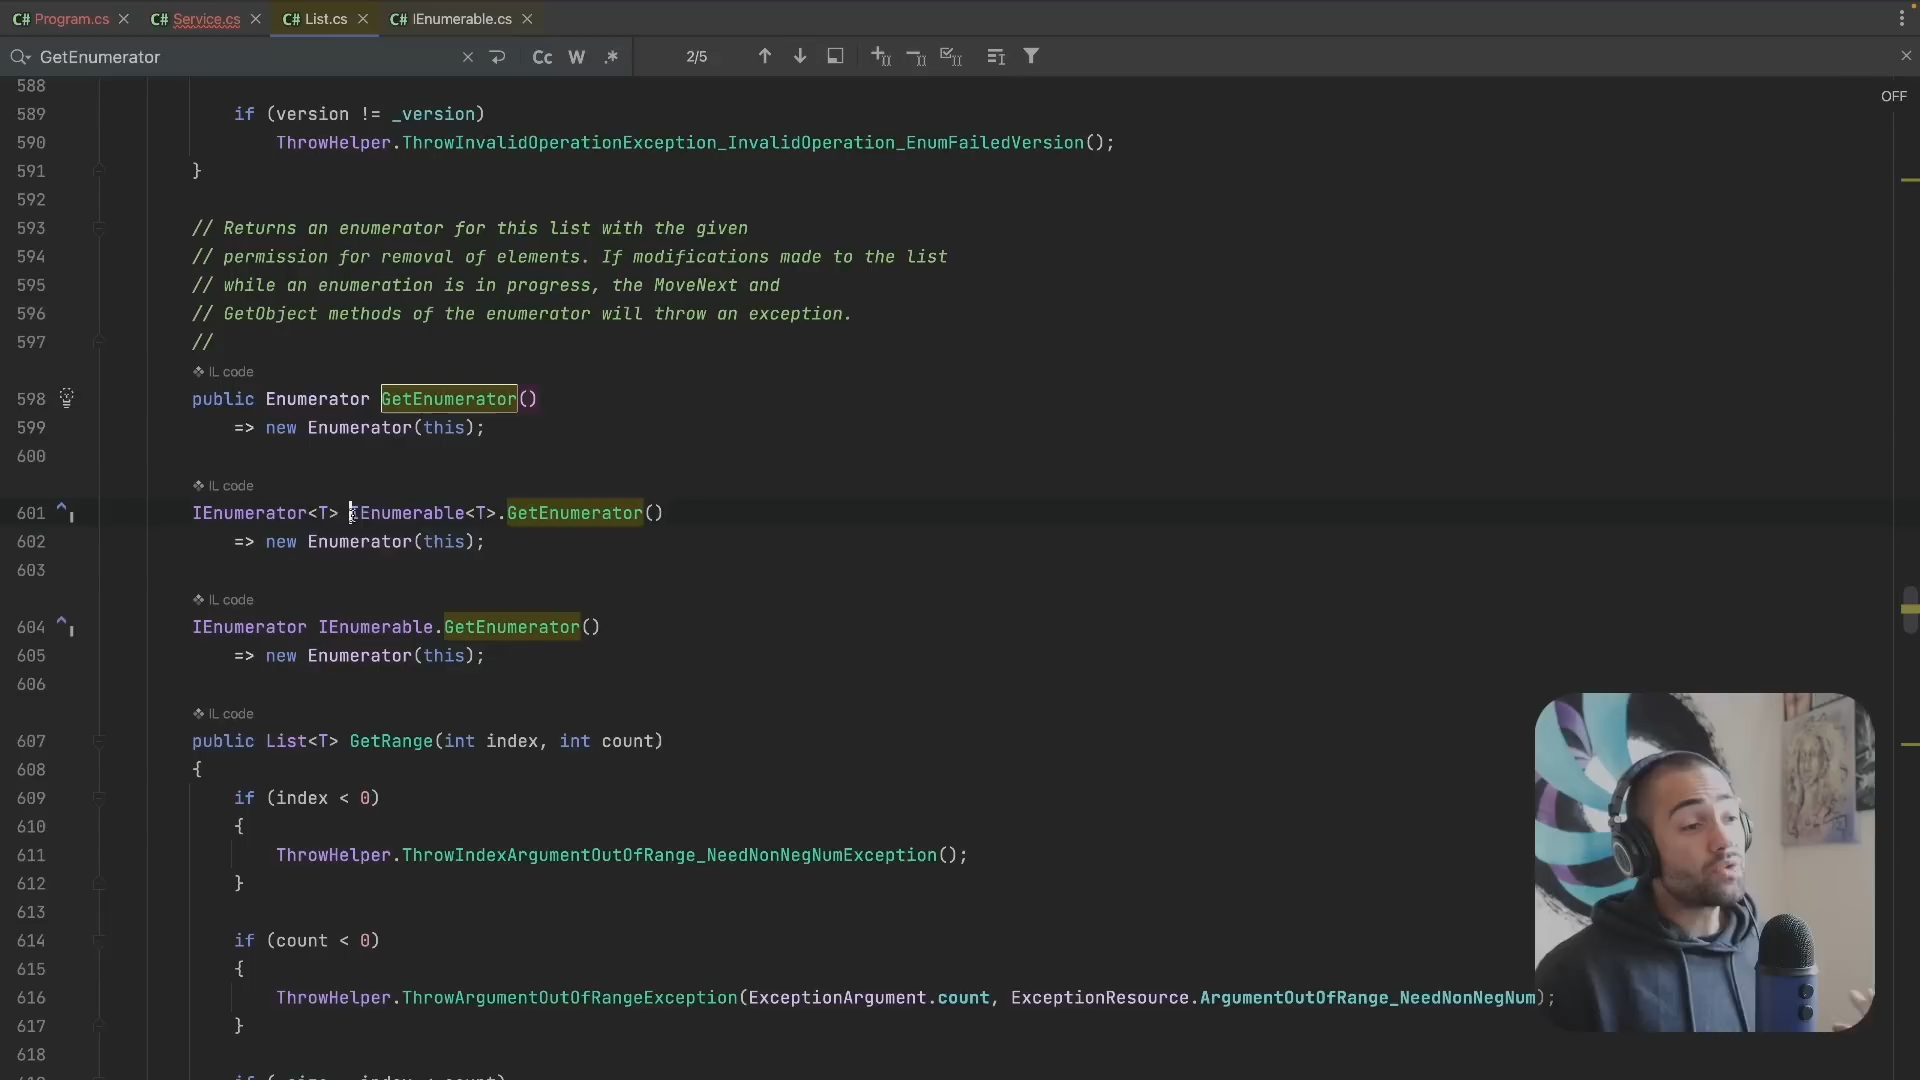 C# Program.cs
C# Service.cs
C# List.cs
C# IEnumerable.cs
GetEnumerator
Cc W .*
2/5
OFF
588
589 if (version != _version)
590 ThrowHelper.ThrowInvalidOperationException_InvalidOperation_EnumFailedVersion();
591 }
592
593 // Returns an enumerator for this list with the given
594 // permission for removal of elements. If modifications made to the list
595 // while an enumeration is in progress, the MoveNext and
596 // GetObject methods of the enumerator will throw an exception.
597 //
IL code
598 public Enumerator GetEnumerator()
599 => new Enumerator(this);
600
IL code
601 IEnumerator<T> IEnumerable<T>.GetEnumerator()
602 => new Enumerator(this);
603
IL code
604 IEnumerator IEnumerable.GetEnumerator()
605 => new Enumerator(this);
606
IL code
607 public List<T> GetRange(int index, int count)
608 {
609 if (index < 0)
610 {
611 ThrowHelper.ThrowIndexArgumentOutOfRange_NeedNonNegNumException();
612 }
613
614 if (count < 0)
615 {
616 ThrowHelper.ThrowArgumentOutOfRangeException(ExceptionArgument.count, ExceptionResource.ArgumentOutOfRange_NeedNonNegNum);
617 }
618